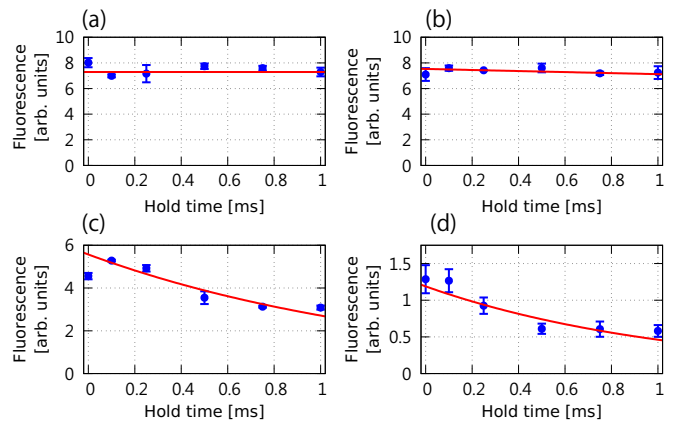 (a)
Fluorescence
[arb. units]
10
8
6
4
2
0
0 0.2 0.4 0.6 0.8 1
Hold time [ms]
(b)
Fluorescence
[arb. units]
10
8
6
4
2
0
0 0.2 0.4 0.6 0.8 1
Hold time [ms]
(c)
Fluorescence
[arb. units]
6
4
2
0
0 0.2 0.4 0.6 0.8 1
Hold time [ms]
(d)
Fluorescence
[arb. units]
1.5
1
0.5
0
0 0.2 0.4 0.6 0.8 1
Hold time [ms]